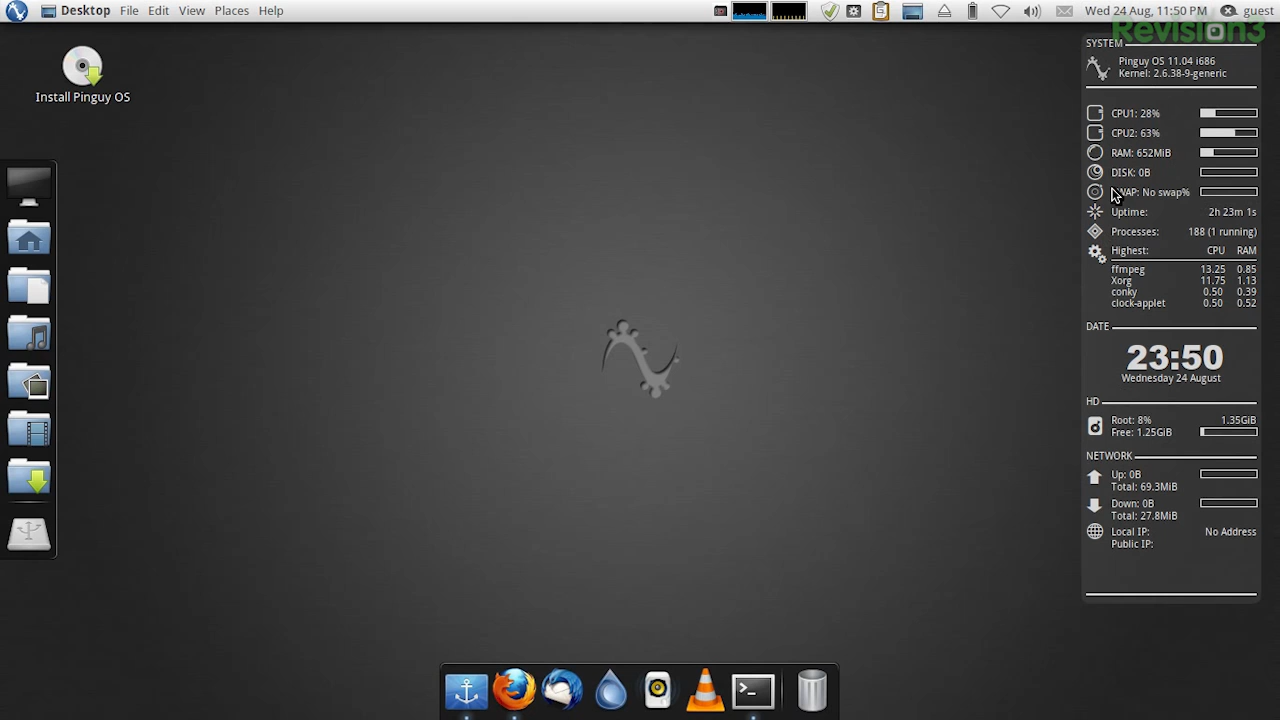 Desktop File Edit View Places Help
Wed 24 Aug, 11:50 PM guest
Revision3
Install Pinguy OS
SYSTEM
Pinguy OS 11.04 i686
Kernel: 2.6.38-9-generic
CPU1: 28%
CPU2: 63%
RAM: 652MiB
DISK: 0B
SWAP: No swap%
Uptime: 2h 23m 1s
Processes: 188 (1 running)
Highest: CPU RAM
ffmpeg 13.25 0.85
Xorg 11.75 1.13
conky 0.50 0.39
clock-applet 0.50 0.52
DATE
23:50
Wednesday 24 August
HD
Root: 8% 1.35GiB
Free: 1.25GiB
NETWORK
Up: 0B
Total: 69.3MiB
Down: 0B
Total: 27.8MiB
Local IP: No Address
Public IP: